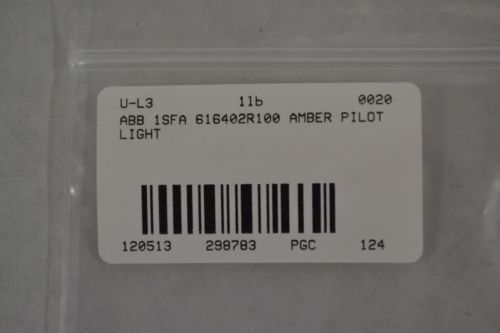 U-L3 1lb 0020
ABB 1SFA 616402R100 AMBER PILOT
LIGHT
120513 298783 PGC 124